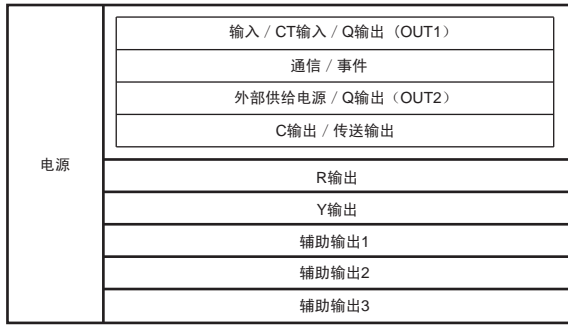 输入 / CT输入 / Q输出（OUT1）
通信 / 事件
外部供给电源 / Q输出（OUT2）
C输出 / 传送输出
电源
R输出
Y输出
辅助输出1
辅助输出2
辅助输出3